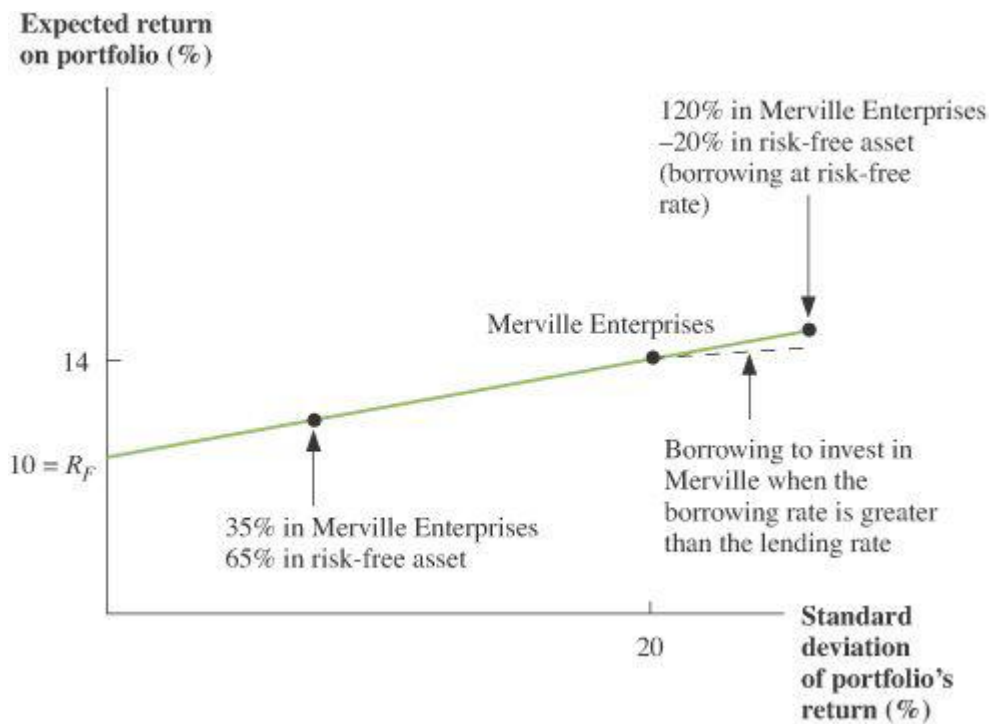 Expected return
on portfolio (%)
120% in Merville Enterprises
–20% in risk-free asset
(borrowing at risk-free
rate)
Merville Enterprises
14
10 = R_F
Borrowing to invest in
Merville when the
borrowing rate is greater
than the lending rate
35% in Merville Enterprises
65% in risk-free asset
20
Standard
deviation
of portfolio's
return (%)